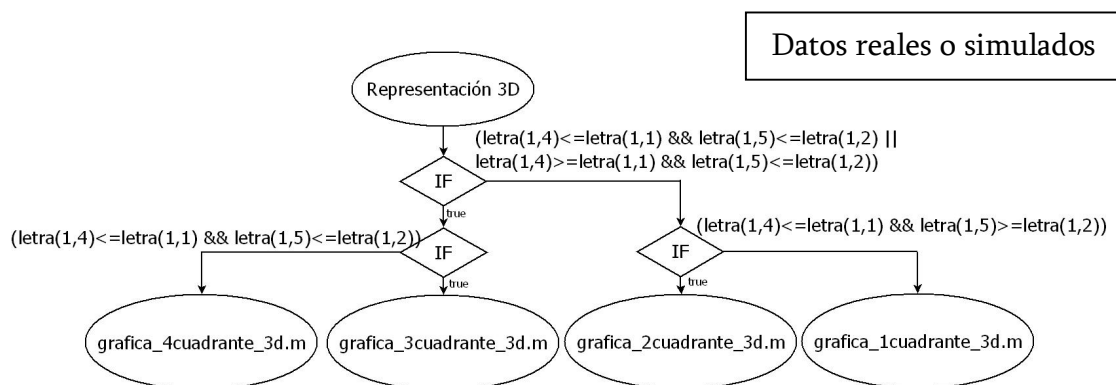 Datos reales o simulados
Representación 3D
(letra(1,4)<=letra(1,1) && letra(1,5)<=letra(1,2) ||
letra(1,4)>=letra(1,1) && letra(1,5)<=letra(1,2))
IF
true
(letra(1,4)<=letra(1,1) && letra(1,5)<=letra(1,2))
IF
true
(letra(1,4)<=letra(1,1) && letra(1,5)>=letra(1,2))
IF
true
grafica_4cuadrante_3d.m
grafica_3cuadrante_3d.m
grafica_2cuadrante_3d.m
grafica_1cuadrante_3d.m